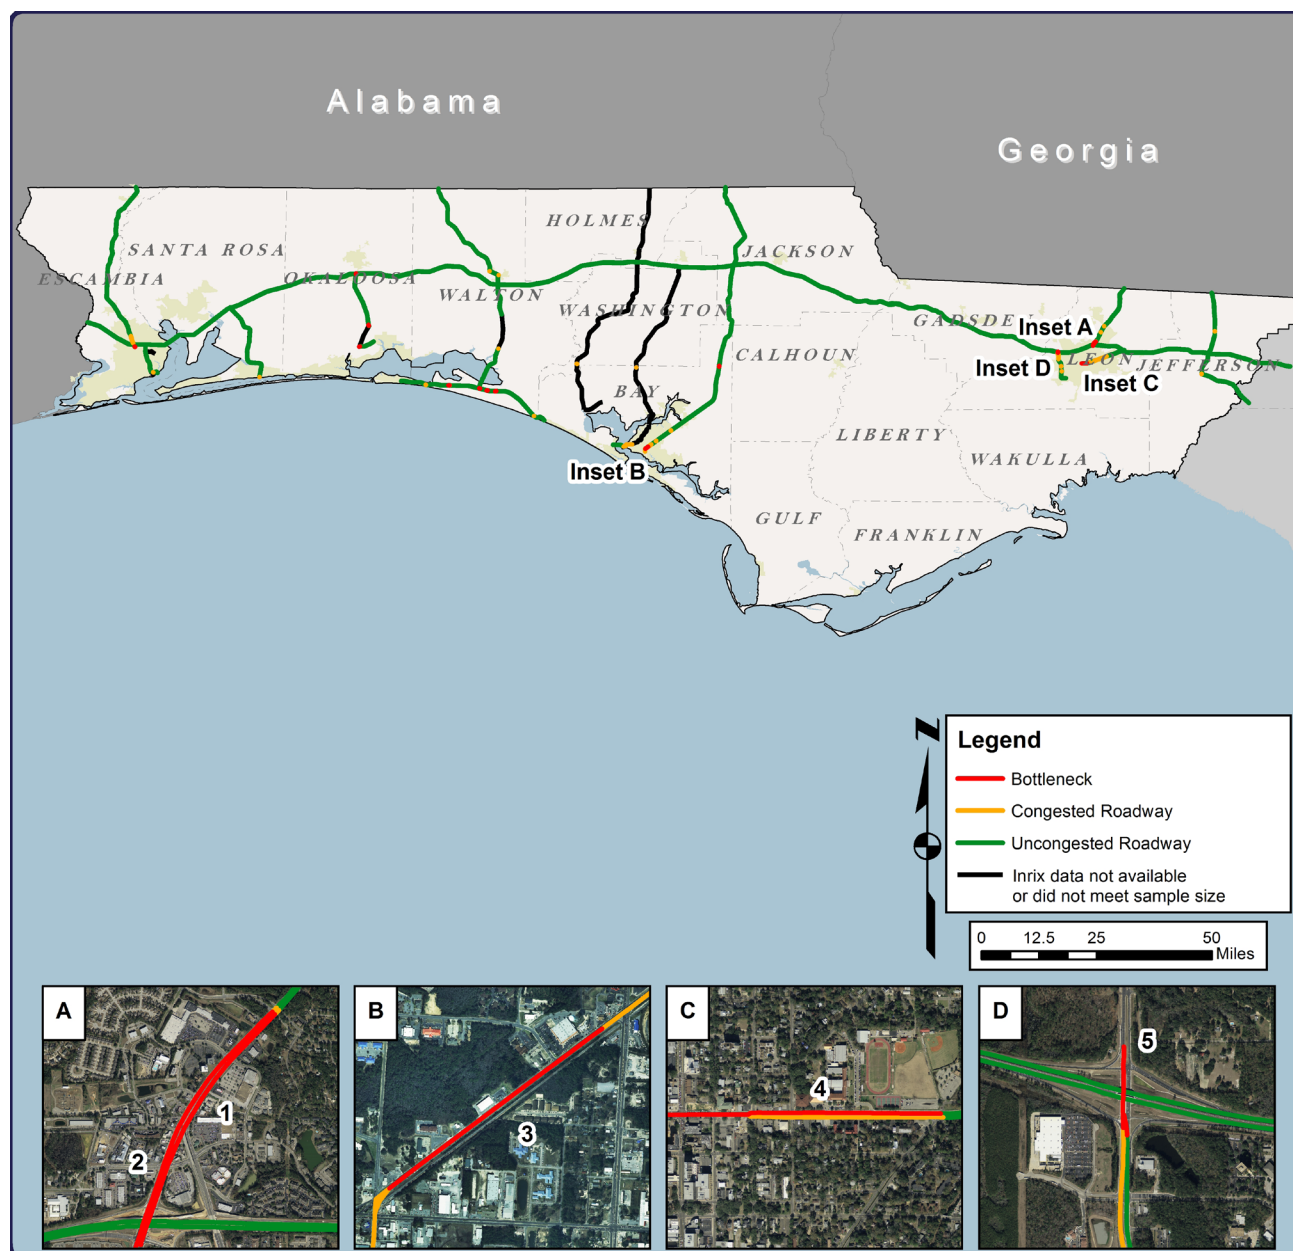 Alabama
Georgia
HOLMES
SANTA ROSA
JACKSON
ESCAMBIA
OKALOOSA
WALTON
WASHINGTON
GADSDEN
Inset A
CALHOUN
LEON
Inset D
JEFFERSON
Inset C
BAY
LIBERTY
WAKULLA
Inset B
GULF
FRANKLIN
N
Legend
Bottleneck
Congested Roadway
Uncongested Roadway
Inrix data not available
or did not meet sample size
0 12.5 25 50
Miles
A
1
2
B
3
C
4
D
5